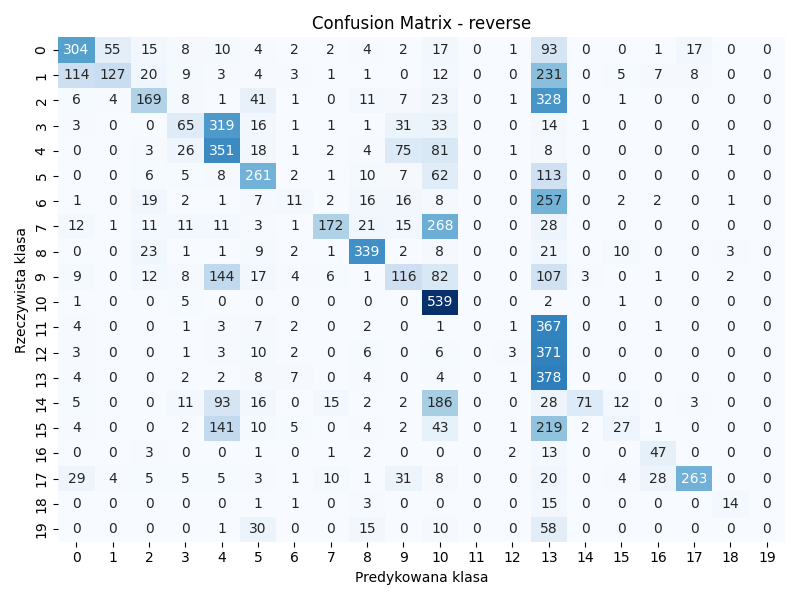 Confusion Matrix - reverse
Rzeczywista klasa
0 304 55 15 8 10 4 2 2 4 2 17 0 1 93 0 0 1 17 0 0
1 114 127 20 9 3 4 3 1 1 0 12 0 0 231 0 5 7 8 0 0
2 6 4 169 8 1 41 1 0 11 7 23 0 1 328 0 1 0 0 0 0
3 3 0 0 65 319 16 1 1 1 31 33 0 0 14 1 0 0 0 0 0
4 0 0 3 26 351 18 1 2 4 75 81 0 1 8 0 0 0 0 1 0
5 0 0 6 5 8 261 2 1 10 7 62 0 0 113 0 0 0 0 0 0
6 1 0 19 2 1 7 11 2 16 16 8 0 0 257 0 2 2 0 1 0
7 12 1 11 11 11 3 1 172 21 15 268 0 0 28 0 0 0 0 0 0
8 0 0 23 1 1 9 2 1 339 2 8 0 0 21 0 10 0 0 3 0
9 9 0 12 8 144 17 4 6 1 116 82 0 0 107 3 0 1 0 2 0
10 1 0 0 5 0 0 0 0 0 0 539 0 0 2 0 1 0 0 0 0
11 4 0 0 1 3 7 2 0 2 0 1 0 1 367 0 0 1 0 0 0
12 3 0 0 1 3 10 2 0 6 0 6 0 3 371 0 0 0 0 0 0
13 4 0 0 2 2 8 7 0 4 0 4 0 1 378 0 0 0 0 0 0
14 5 0 0 11 93 16 0 15 2 2 186 0 0 28 71 12 0 3 0 0
15 4 0 0 2 141 10 5 0 4 2 43 0 1 219 2 27 1 0 0 0
16 0 0 3 0 0 1 0 1 2 0 0 0 2 13 0 0 47 0 0 0
17 29 4 5 5 5 3 1 10 1 31 8 0 0 20 0 4 28 263 0 0
18 0 0 0 0 0 1 1 0 3 0 0 0 0 15 0 0 0 0 14 0
19 0 0 0 0 1 30 0 0 15 0 10 0 0 58 0 0 0 0 0 0
0 1 2 3 4 5 6 7 8 9 10 11 12 13 14 15 16 17 18 19
Predykowana klasa